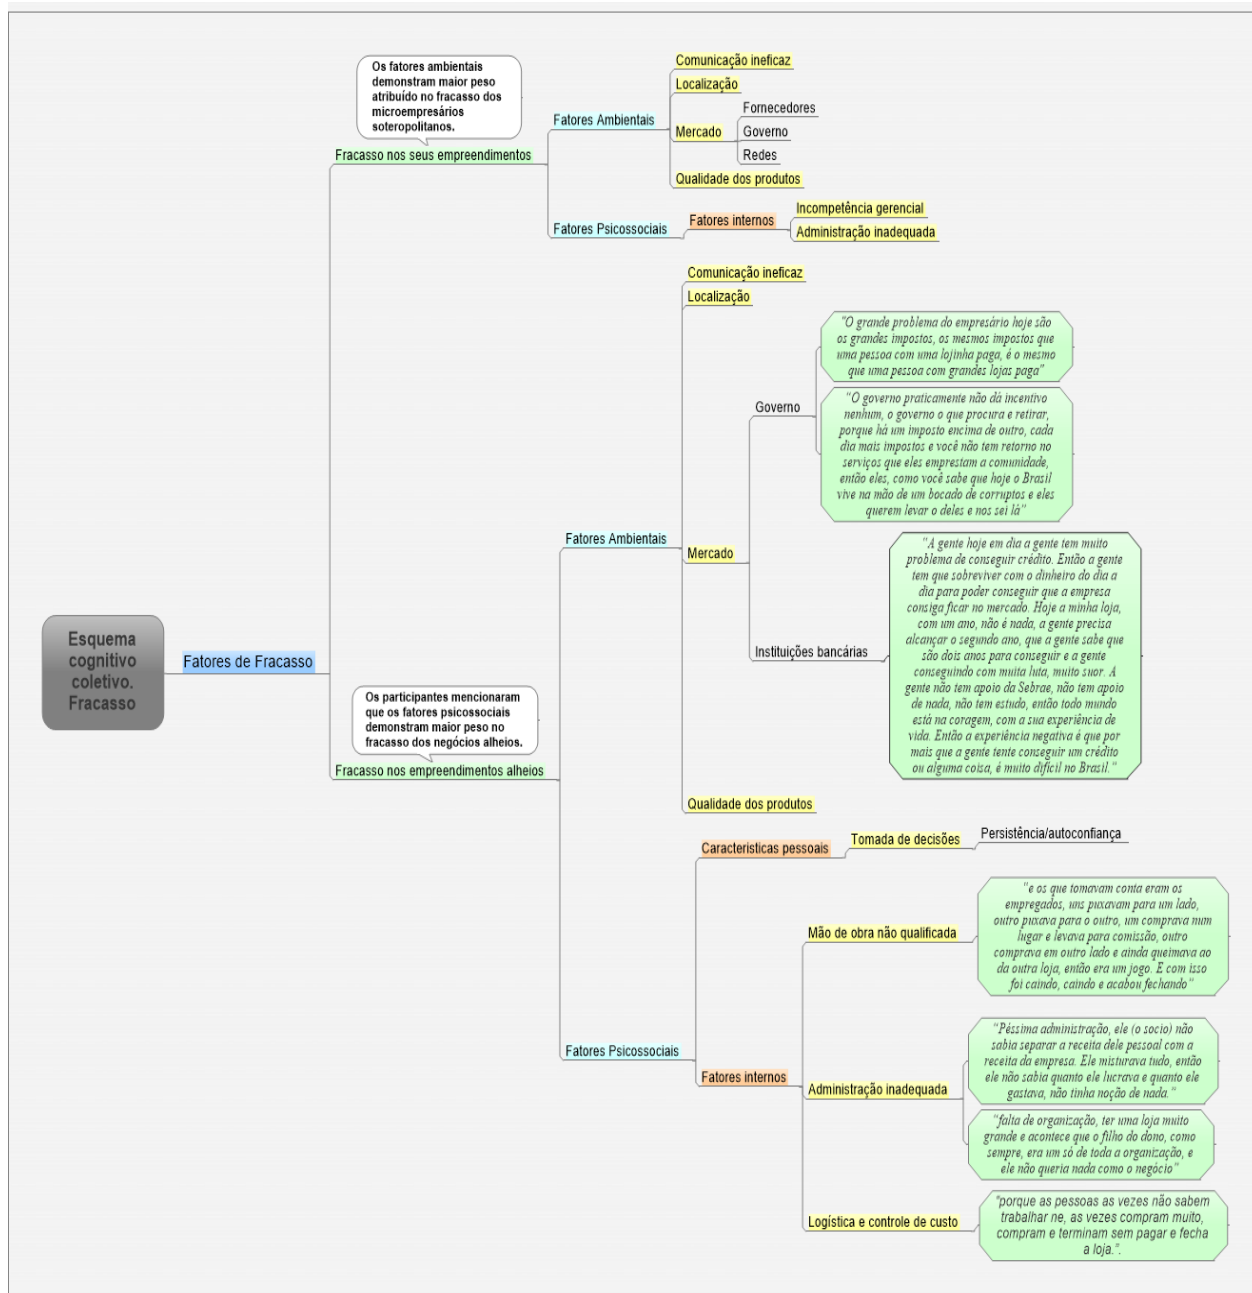 Esquema
cognitivo
coletivo.
Fracasso
Fatores de Fracasso
Os fatores ambientais
demonstram maior peso
atribuído no fracasso dos
microempresários
soteropolitanos.
Fracasso nos seus empreendimentos
Fatores Ambientais
Comunicação ineficaz
Localização
Mercado
Fornecedores
Governo
Redes
Qualidade dos produtos
Fatores Psicossociais
Fatores internos
Incompetência gerencial
Administração inadequada
Os participantes mencionaram
que os fatores psicossociais
demonstram maior peso no
fracasso dos negócios alheios.
Fracasso nos empreendimentos alheios
Fatores Ambientais
Comunicação ineficaz
Localização
Mercado
Governo
"O grande problema do empresário hoje são
os grandes impostos, os mesmos impostos que
uma pessoa com uma lojinha paga, é o mesmo
que uma pessoa com grandes lojas paga"
"O governo praticamente não dá incentivo
nenhum, o governo o que procura e retirar,
porque há um imposto encima de outro, cada
dia mais impostos e você não tem retorno no
serviços que eles emprestam a comunidade,
então eles, como você sabe que hoje o Brasil
vive na mão de um bocado de corruptos e eles
querem levar o deles e nos sei lá"
Instituições bancárias
"A gente hoje em dia a gente tem muito
problema de conseguir crédito. Então a gente
tem que sobreviver com o dinheiro do dia a
dia para poder conseguir que a empresa
consiga ficar no mercado. Hoje a minha loja,
com um ano, não é nada, a gente precisa
alcançar o segundo ano, que a gente sabe que
são dois anos para conseguir e a gente
conseguindo com muita luta, muito suor. A
gente não tem apoio da Sebrae, não tem apoio
de nada, não tem estudo, então todo mundo
está na coragem, com a sua experiência de
vida. Então a experiência negativa é que por
mais que a gente tente conseguir um crédito
ou alguma coisa, é muito difícil no Brasil."
Qualidade dos produtos
Fatores Psicossociais
Caracteristicas pessoais
Tomada de decisões
Persistência/autoconfiança
Fatores internos
Mão de obra não qualificada
"e os que tomavam conta eram os
empregados, uns puxavam para um lado,
outro puxava para o outro, um comprava num
lugar e levava para comissão, outro
comprava em outro lado e ainda queimava ao
da outra loja, então era um jogo. E com isso
foi caindo, caindo e acabou fechando"
Administração inadequada
"Péssima administração, ele (o socio) não
sabia separar a receita dele pessoal com a
receita da empresa. Ele misturava tudo, então
ele não sabia quanto ele lucrava e quanto ele
gastava, não tinha noção de nada."
"falta de organização, ter uma loja muito
grande e acontece que o filho do dono, como
sempre, era um só de toda a organização, e
ele não queria nada como o negócio"
Logística e controle de custo
"porque as pessoas as vezes não sabem
trabalhar ne, as vezes compram muito,
compram e terminam sem pagar e fecha
a loja.".